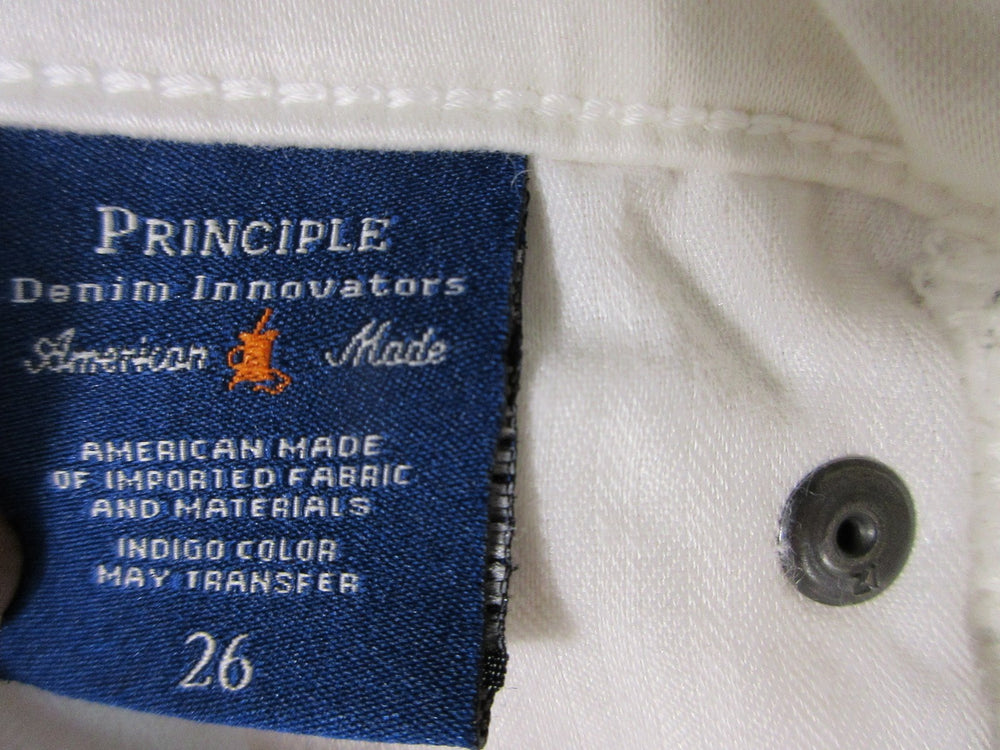 PRINCIPLE
Denim Innovators
American Made
AMERICAN MADE
OF IMPORTED FABRIC
AND MATERIALS
INDIGO COLOR
MAY TRANSFER
26